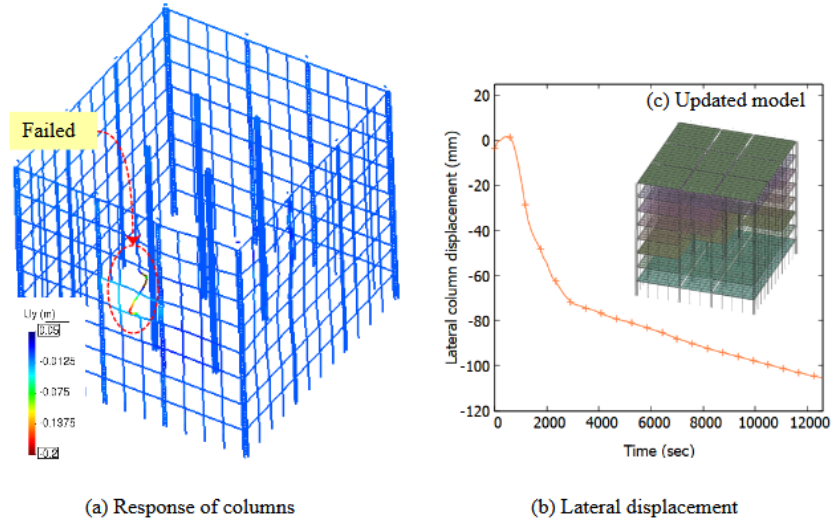 Failed
Uy (m)
0.05
-0.0125
-0.075
-0.1375
-0.2
(a) Response of columns
(c) Updated model
Lateral column displacement (mm)
20
0
-20
-40
-60
-80
-100
-120
0 2000 4000 6000 8000 10000 12000
Time (sec)
(b) Lateral displacement